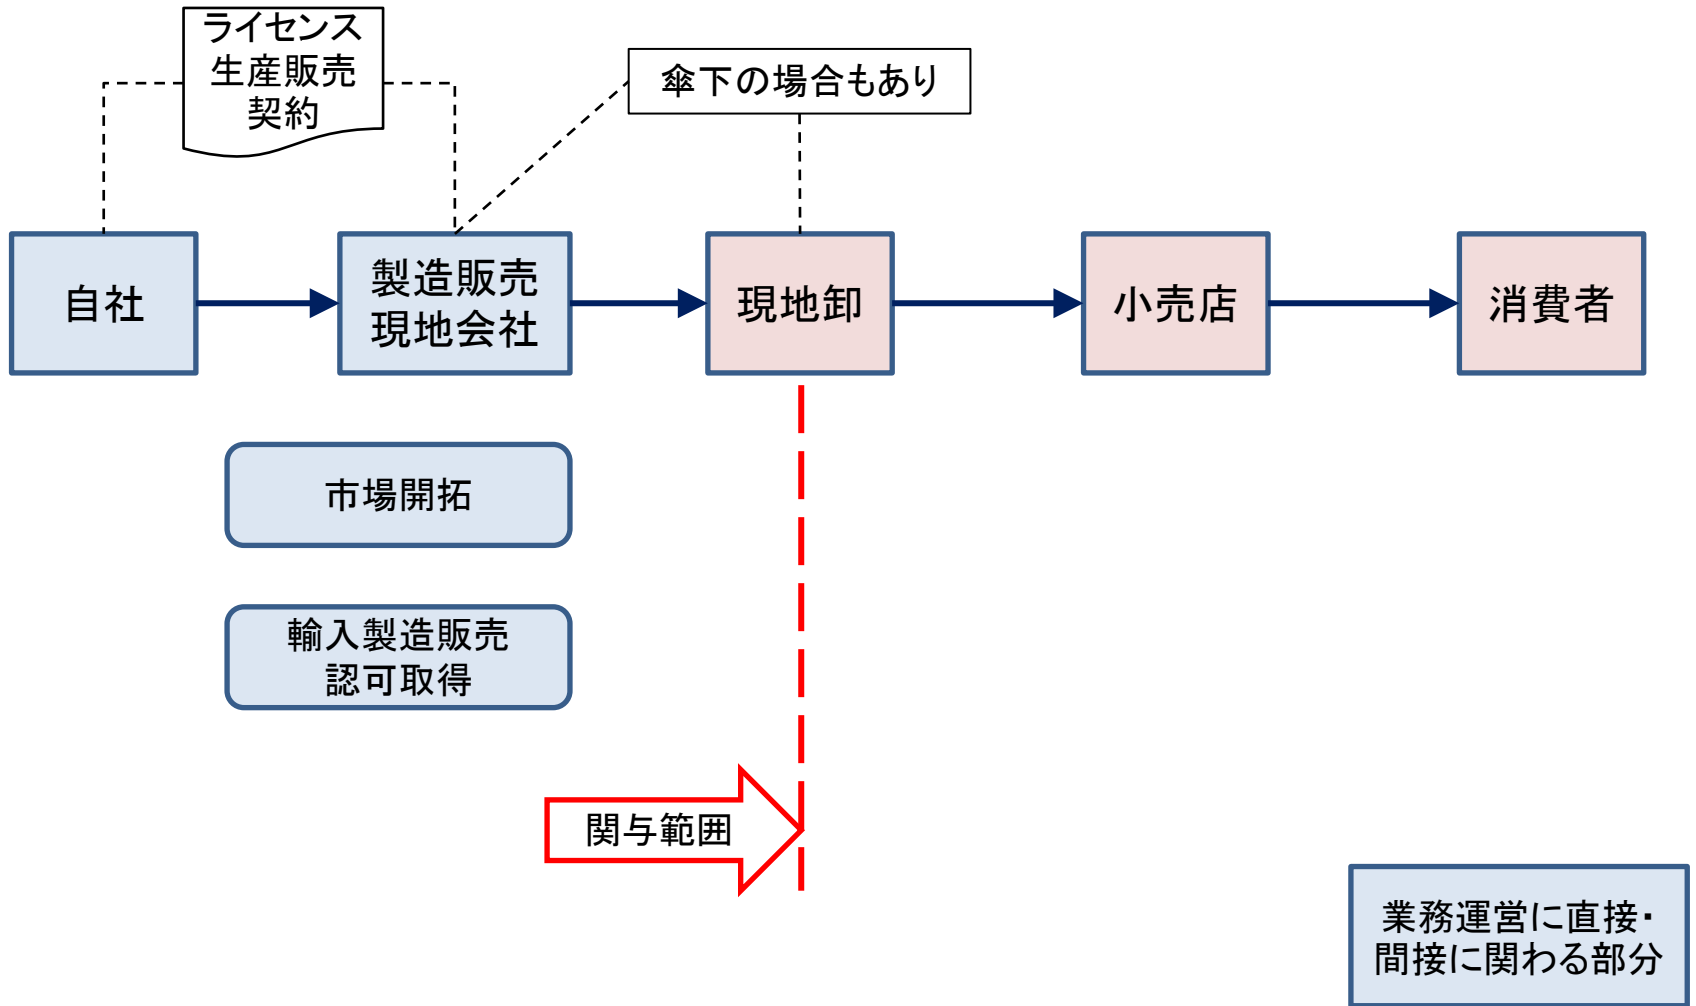 ライセンス
生産販売
契約
傘下の場合もあり
自社
製造販売
現地会社
現地卸
小売店
消費者
市場開拓
輸入製造販売
認可取得
関与範囲
業務運営に直接・
間接に関わる部分